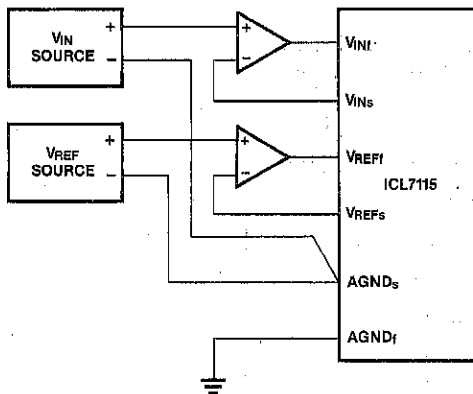 VIN
SOURCE
+
−
VREF
SOURCE
+
−
+
−
+
−
VINf
VINs
VREFf
VREFs
ICL7115
AGNDs
AGNDf